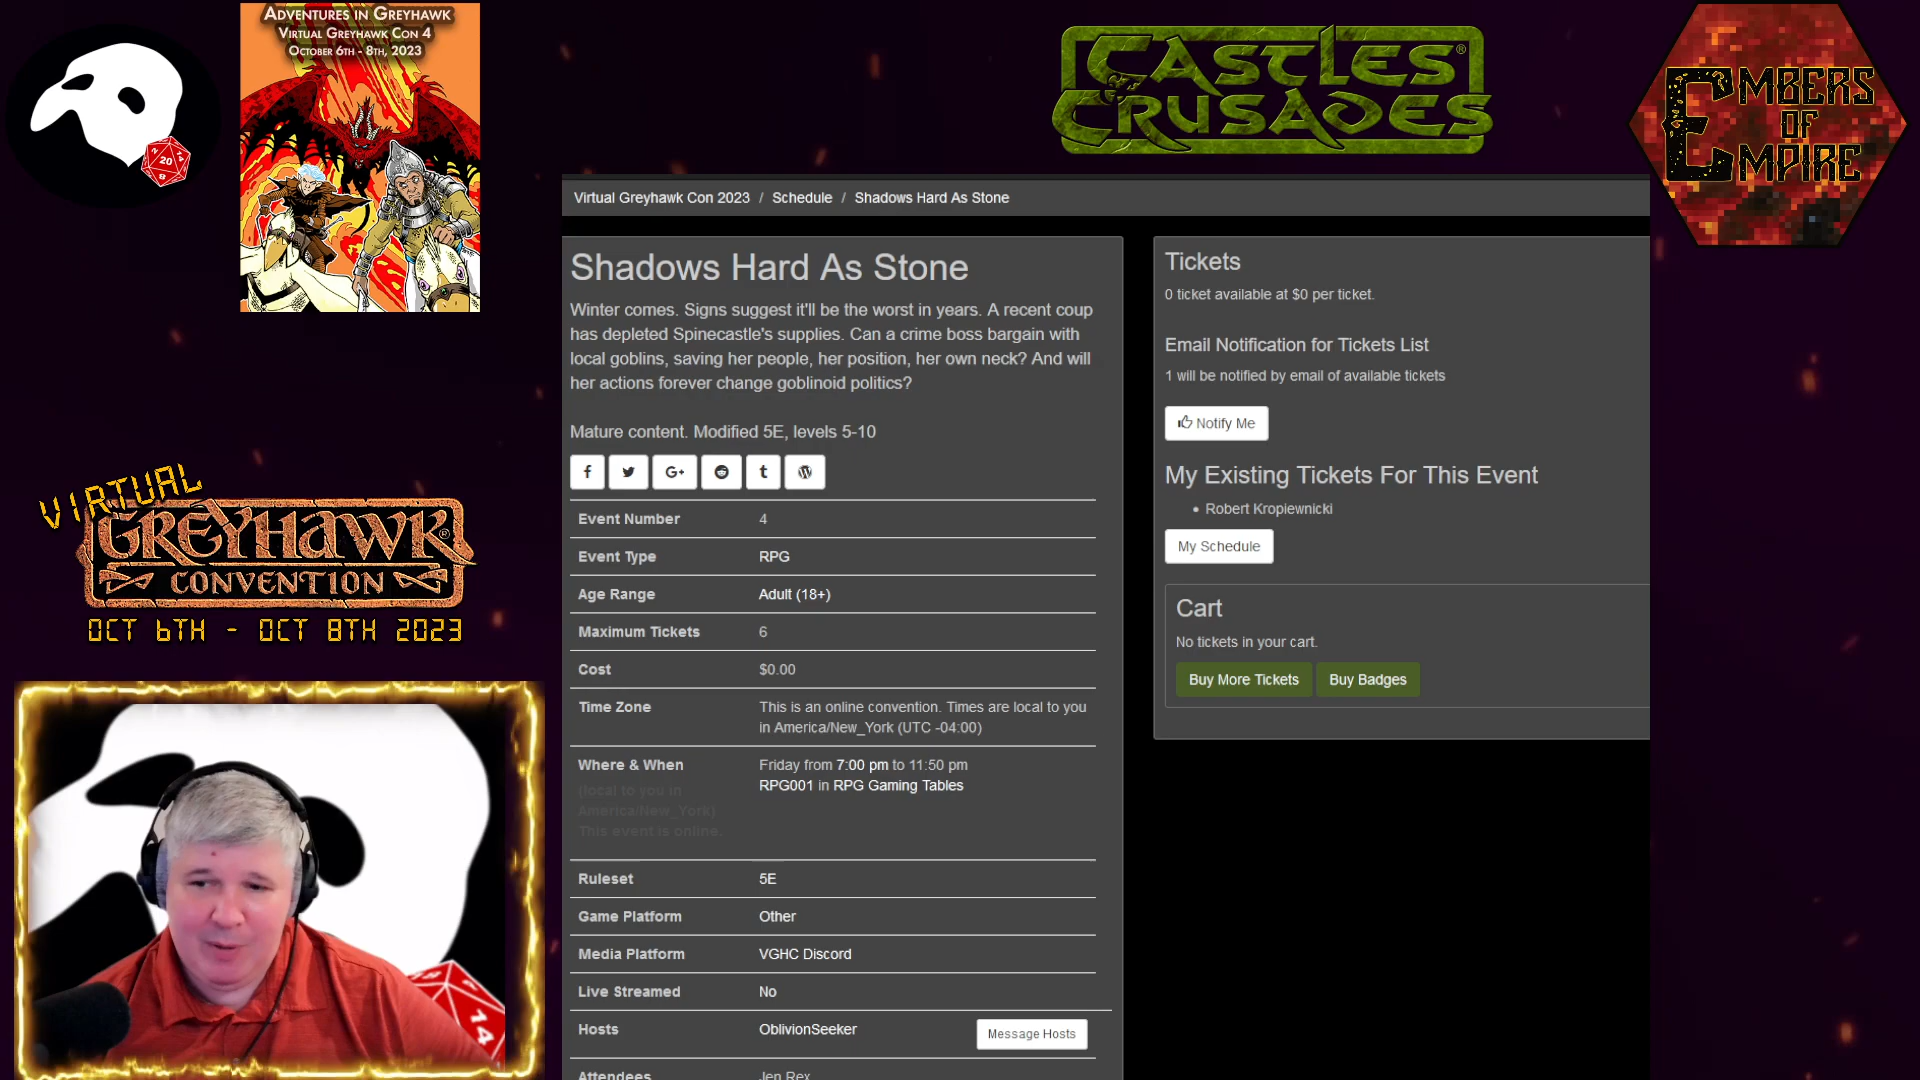 Adventures in Greyhawk
Virtual Greyhawk Con 4
October 6th - 8th, 2023
CASTLES® & CRUSADES
EMBERS OF EMPIRE
20
2
14
8
Virtual Greyhawk Con 2023 / Schedule / Shadows Hard As Stone
Shadows Hard As Stone
Winter comes. Signs suggest it'll be the worst in years. A recent coup
has depleted Spinecastle's supplies. Can a crime boss bargain with
local goblins, saving her people, her position, her own neck? And will
her actions forever change goblinoid politics?
Mature content. Modified 5E, levels 5-10
f
G+
t
Event Number 4
Event Type RPG
Age Range Adult (18+)
Maximum Tickets 6
Cost $0.00
Time Zone This is an online convention. Times are local to you
in America/New_York (UTC -04:00)
Where & When Friday from 7:00 pm to 11:50 pm
(local to you in RPG001 in RPG Gaming Tables
America/New_York)
This event is online.
Ruleset 5E
Game Platform Other
Media Platform VGHC Discord
Live Streamed No
Hosts OblivionSeeker Message Hosts
Attendees Jen Rex
Tickets
0 ticket available at $0 per ticket.
Email Notification for Tickets List
1 will be notified by email of available tickets
Notify Me
My Existing Tickets For This Event
• Robert Kropiewnicki
My Schedule
Cart
No tickets in your cart.
Buy More Tickets Buy Badges
VIRTUAL
GREYHAWK®
CONVENTION
OCT 6TH - OCT 8TH 2023
14